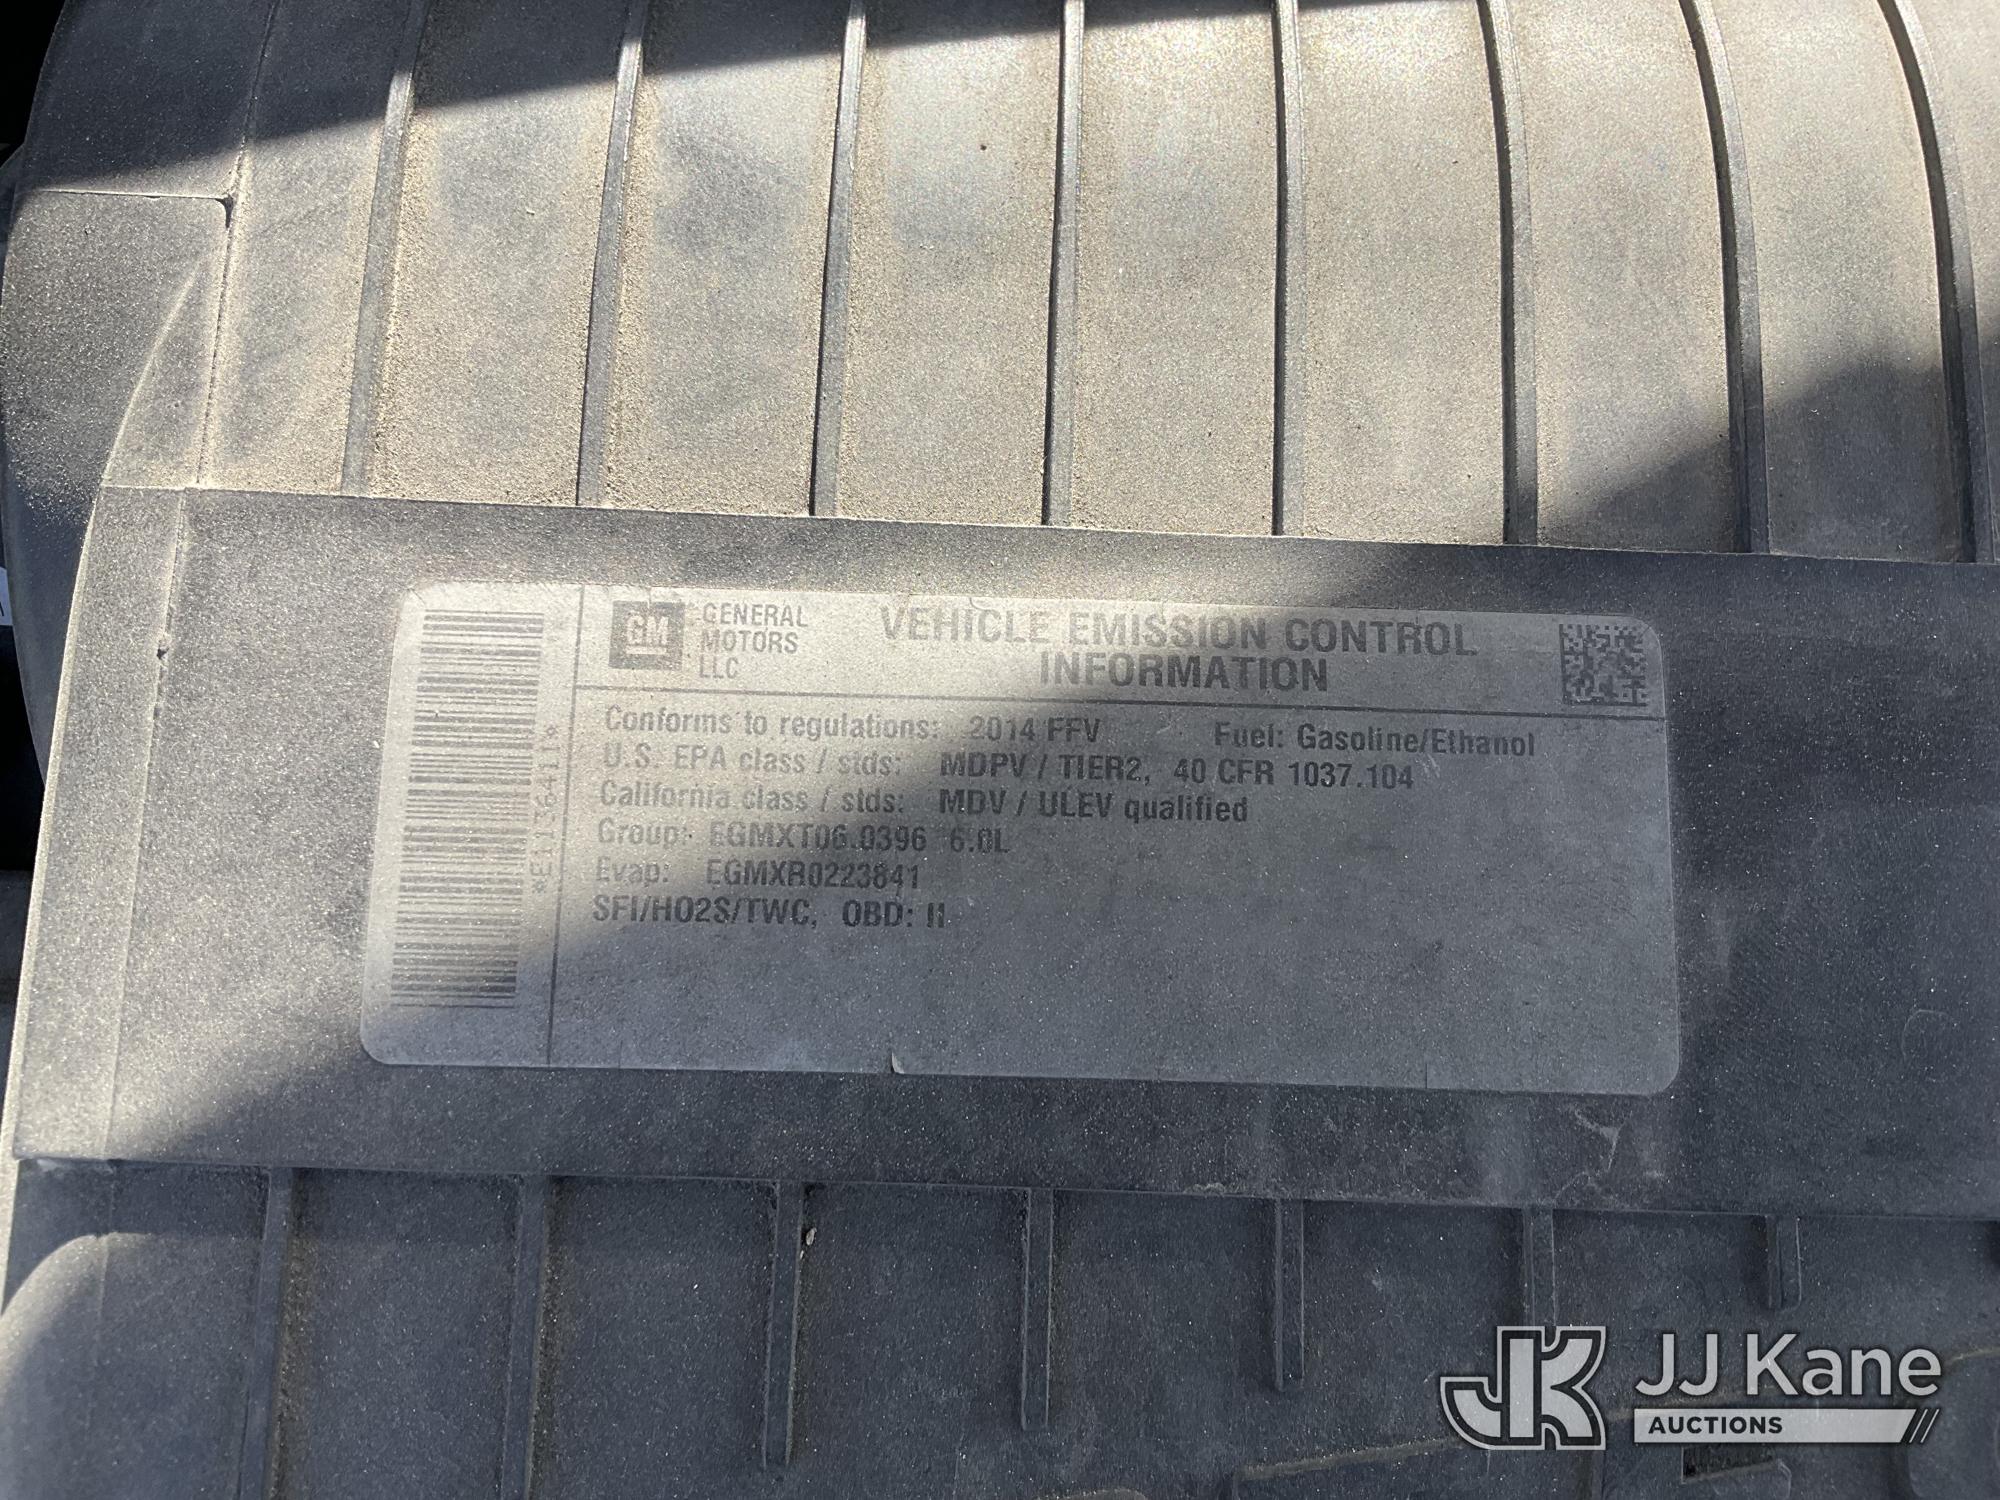 GM GENERAL MOTORS LLC
VEHICLE EMISSION CONTROL
INFORMATION
Conforms to regulations: 2014 FFV Fuel: Gasoline/Ethanol
U.S. EPA class / stds: MDPV / TIER2, 40 CFR 1037.104
California class / stds: MDV / ULEV qualified
Group: EGMXT06.0396 6.0L
Evap: EGMXR0223841
SFI/HO2S/TWC, OBD: II
*E113641I*
JJ Kane
AUCTIONS